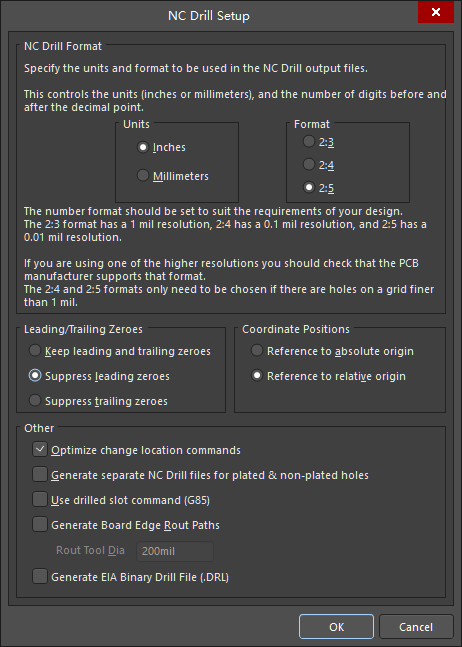 NC Drill Setup
NC Drill Format
Specify the units and format to be used in the NC Drill output files.
This controls the units (inches or millimeters), and the number of digits before and
after the decimal point.
Units
Format
Inches
2:3
2:4
Millimeters
2:5
The number format should be set to suit the requirements of your design.
The 2:3 format has a 1 mil resolution, 2:4 has a 0.1 mil resolution, and 2:5 has a
0.01 mil resolution.
If you are using one of the higher resolutions you should check that the PCB
manufacturer supports that format.
The 2:4 and 2:5 formats only need to be chosen if there are holes on a grid finer
than 1 mil.
Leading/Trailing Zeroes
Keep leading and trailing zeroes
Suppress leading zeroes
Suppress trailing zeroes
Coordinate Positions
Reference to absolute origin
Reference to relative origin
Other
Optimize change location commands
Generate separate NC Drill files for plated & non-plated holes
Use drilled slot command (G85)
Generate Board Edge Rout Paths
Rout Tool Dia 200mil
Generate EIA Binary Drill File (.DRL)
OK
Cancel